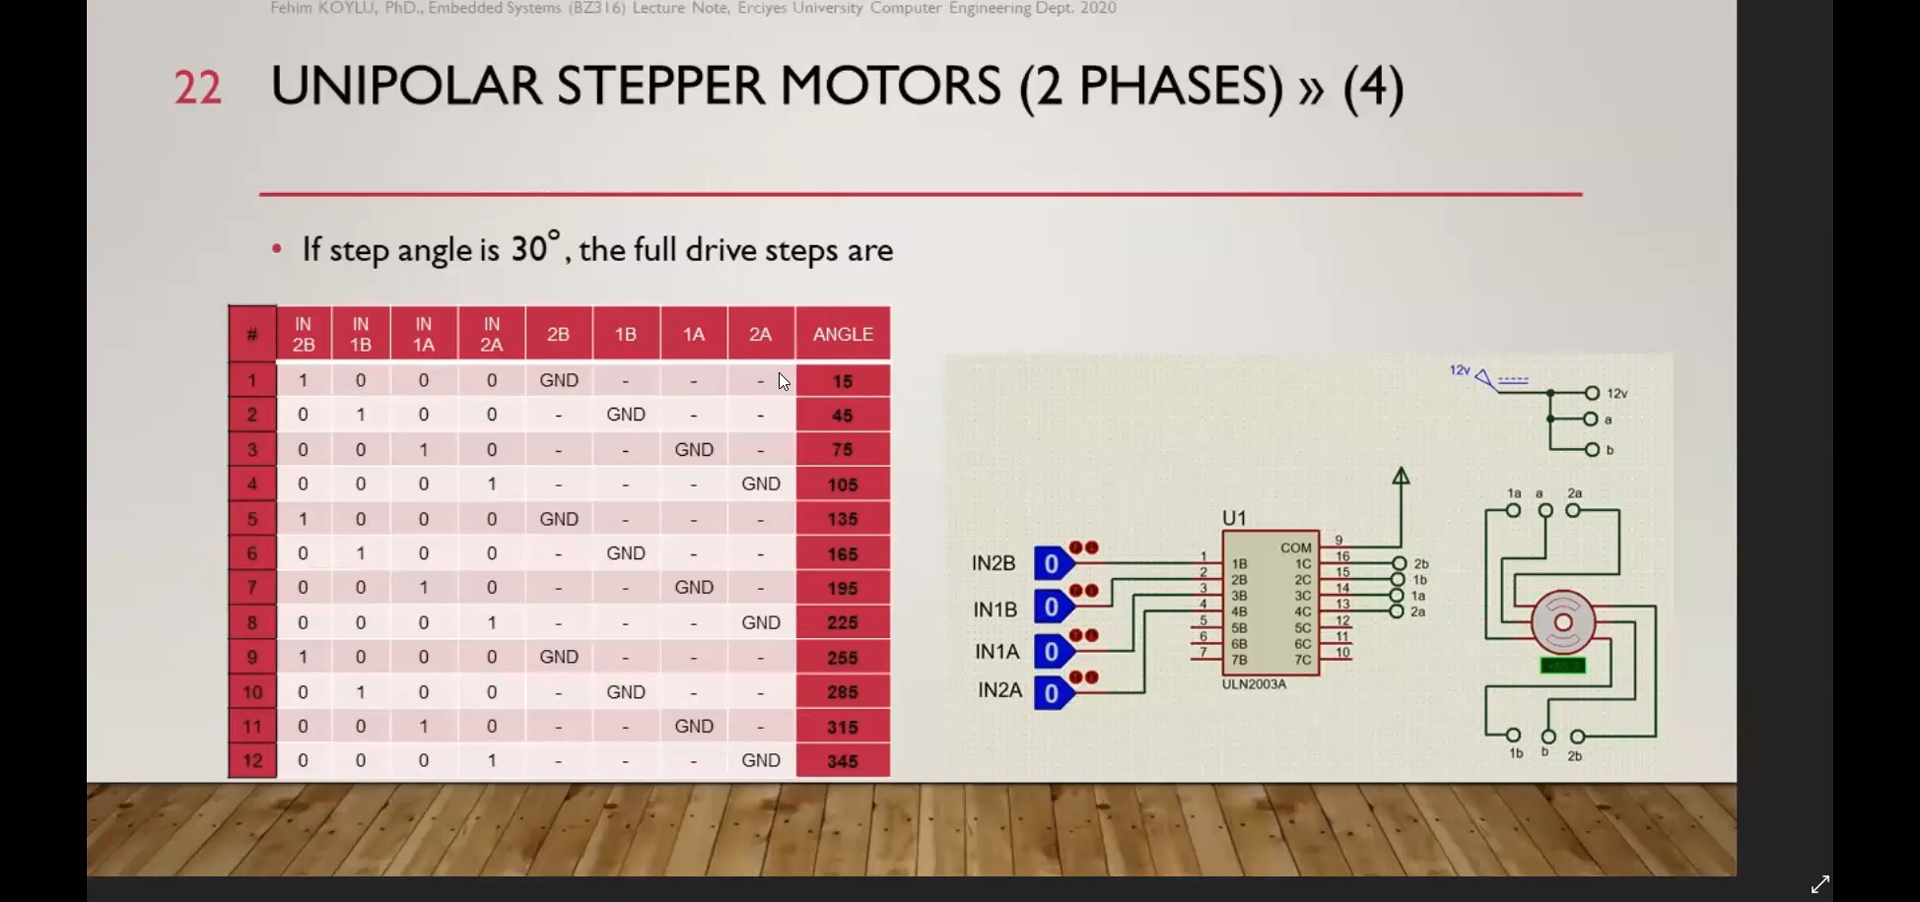 Fehim KOYLU, PhD., Embedded Systems (BZ316) Lecture Note, Erciyes University Computer Engineering Dept. 2020
22 UNIPOLAR STEPPER MOTORS (2 PHASES) » (4)
• If step angle is 30°, the full drive steps are
# IN 2B IN 1B IN 1A IN 2A 2B 1B 1A 2A ANGLE
1 1 0 0 0 GND - - - 15
2 0 1 0 0 - GND - - 45
3 0 0 1 0 - - GND - 75
4 0 0 0 1 - - - GND 105
5 1 0 0 0 GND - - - 135
6 0 1 0 0 - GND - - 165
7 0 0 1 0 - - GND - 195
8 0 0 0 1 - - - GND 225
9 1 0 0 0 GND - - - 255
10 0 1 0 0 - GND - - 285
11 0 0 1 0 - - GND - 315
12 0 0 0 1 - - - GND 345
12v
12v
a
b
1a a 2a
U1
IN2B 0 1 1B COM 9
IN1B 0 2 2B 1C 16 2b
IN1A 0 3 3B 2C 15 1b
IN2A 0 4 4B 3C 14 1a
5 5B 4C 13 2a
6 6B 5C 12
7 7B 6C 11
7C 10
ULN2003A
1b b 2b